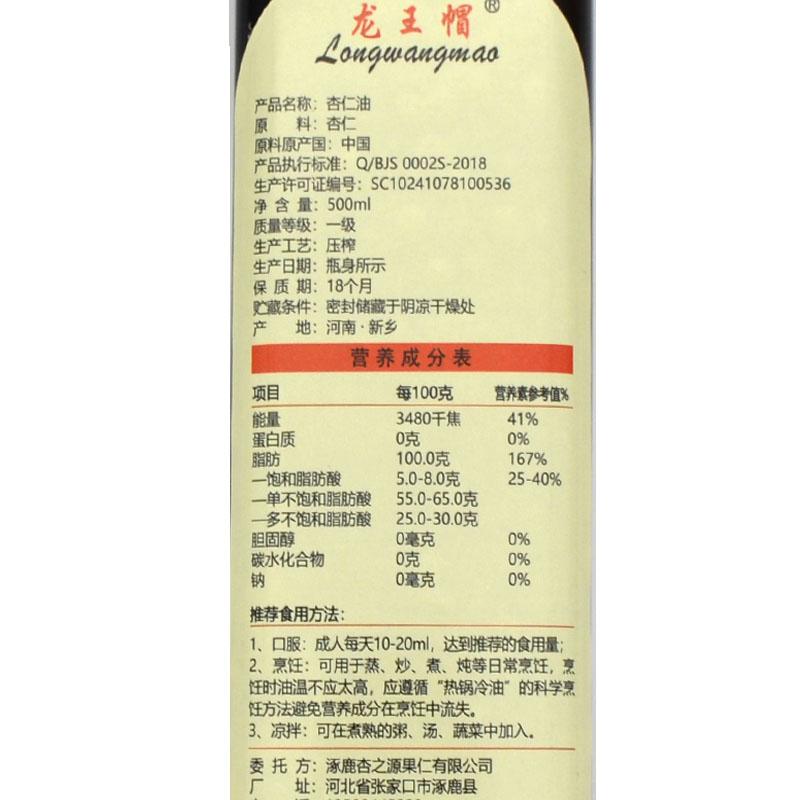 龙王帽®
Longwangmao
产品名称：杏仁油
原 料：杏仁
原料原产国：中国
产品执行标准：Q/BJS 0002S-2018
生产许可证编号：SC10241078100536
净 含 量：500ml
质量等级：一级
生产工艺：压榨
生产日期：瓶身所示
保 质 期：18个月
贮藏条件：密封储藏于阴凉干燥处
产 地：河南·新乡
营养成分表
项目 每100克 营养素参考值%
能量 3480千焦 41%
蛋白质 0克 0%
脂肪 100.0克 167%
—饱和脂肪酸 5.0-8.0克 25-40%
—单不饱和脂肪酸 55.0-65.0克
—多不饱和脂肪酸 25.0-30.0克
胆固醇 0毫克 0%
碳水化合物 0克 0%
钠 0毫克 0%
推荐食用方法：
1、口服：成人每天10-20ml，达到推荐的食用量；
2、烹饪：可用于蒸、炒、煮、炖等日常烹饪，烹
饪时油温不应太高，应遵循“热锅冷油”的科学烹
饪方法避免营养成分在烹饪中流失。
3、凉拌：可在煮熟的粥、汤、蔬菜中加入。
委 托 方：涿鹿杏之源果仁有限公司
厂 址：河北省张家口市涿鹿县